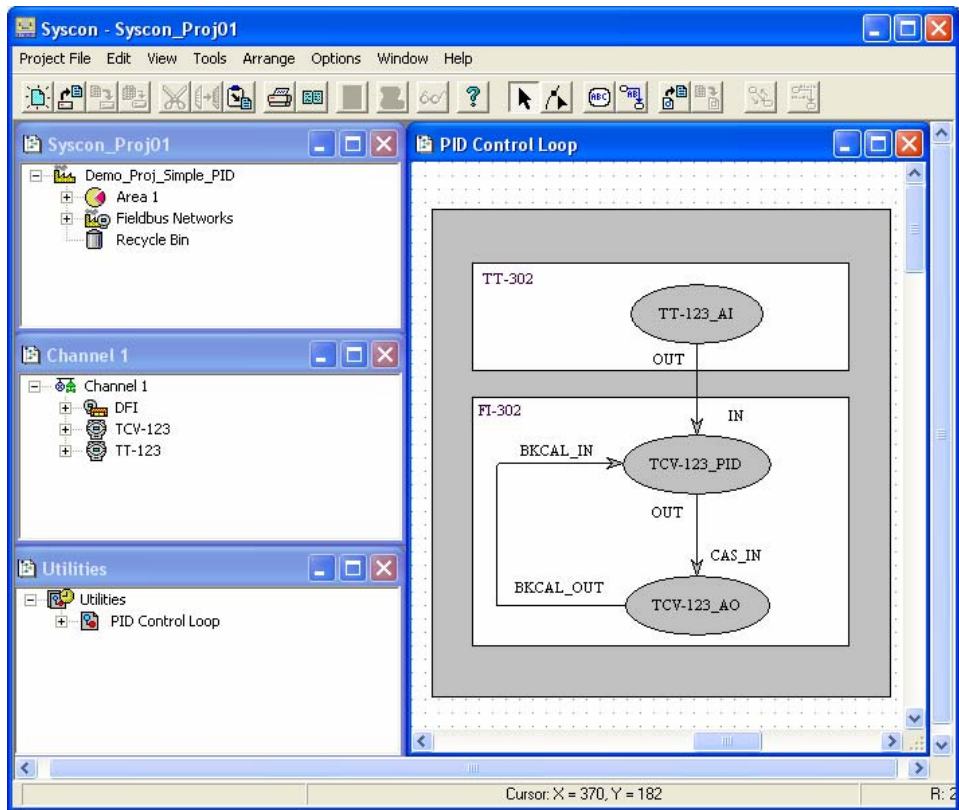 Syscon - Syscon_Proj01
Project File Edit View Tools Arrange Options Window Help
ABC
Syscon_Proj01
Demo_Proj_Simple_PID
Area 1
Fieldbus Networks
Recycle Bin
Channel 1
Channel 1
DFI
TCV-123
TT-123
Utilities
Utilities
PID Control Loop
PID Control Loop
TT-302
TT-123_AI
OUT
FI-302
IN
BKCAL_IN
TCV-123_PID
OUT
CAS_IN
BKCAL_OUT
TCV-123_AO
Cursor: X = 370, Y = 182
R: 2